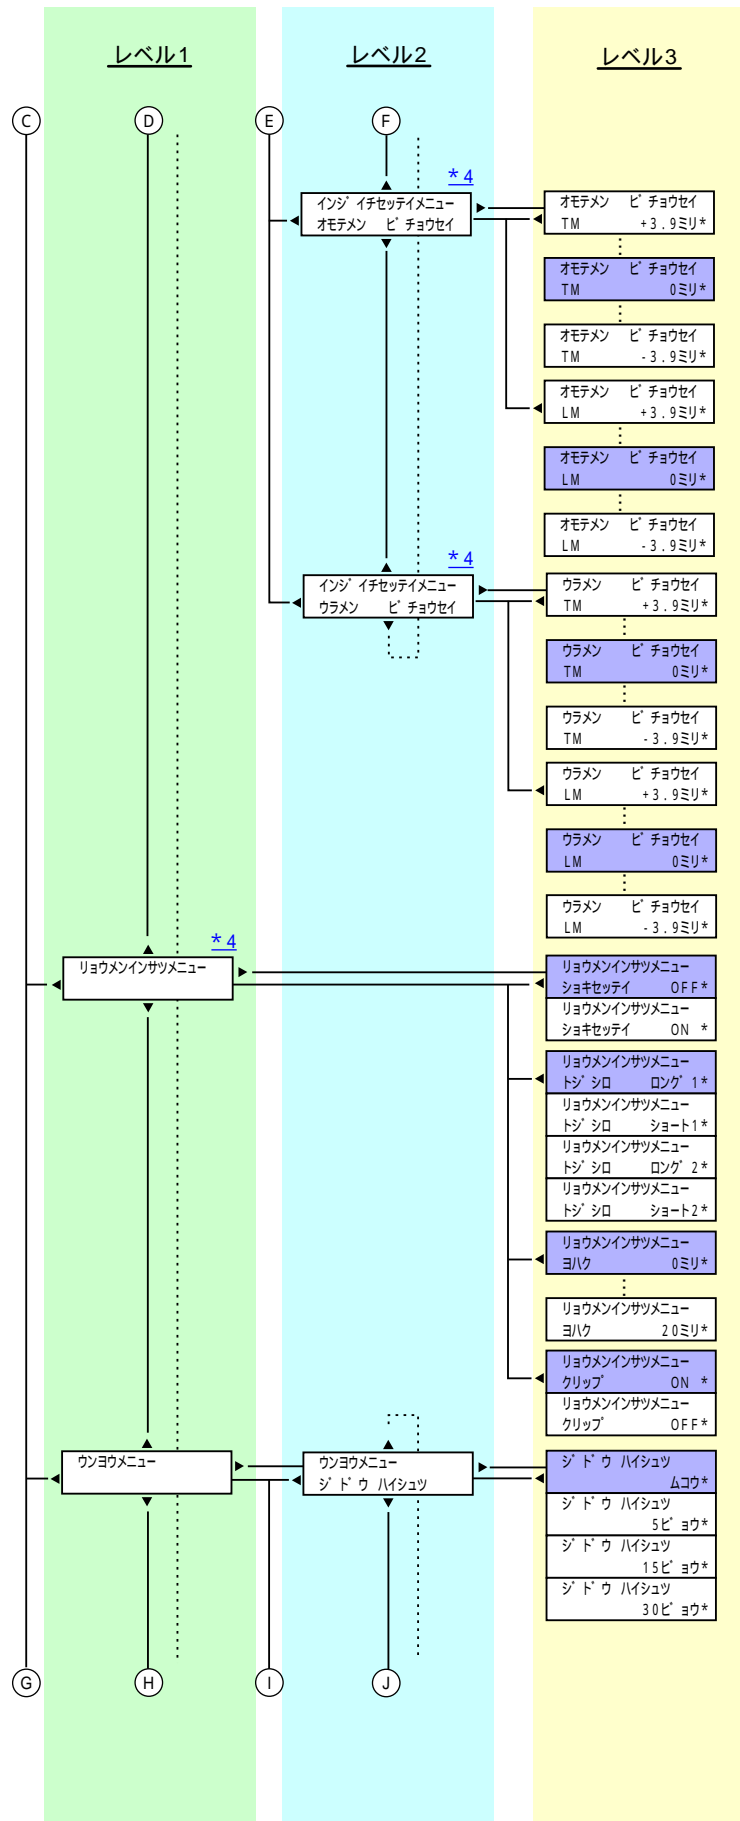 レベル1
レベル2
レベル3
C
D
E
F
*4
インジ゛イチセッテイメニュー
オモテメン ビチョウセイ
オモテメン ビチョウセイ
TM +3.9ミリ*
オモテメン ビチョウセイ
TM 0ミリ*
オモテメン ビチョウセイ
TM -3.9ミリ*
オモテメン ビチョウセイ
LM +3.9ミリ*
オモテメン ビチョウセイ
LM 0ミリ*
オモテメン ビチョウセイ
LM -3.9ミリ*
*4
インジ゛イチセッテイメニュー
ウラメン ビチョウセイ
ウラメン ビチョウセイ
TM +3.9ミリ*
ウラメン ビチョウセイ
TM 0ミリ*
ウラメン ビチョウセイ
TM -3.9ミリ*
ウラメン ビチョウセイ
LM +3.9ミリ*
ウラメン ビチョウセイ
LM 0ミリ*
ウラメン ビチョウセイ
LM -3.9ミリ*
*4
リョウメンインサツメニュー
リョウメンインサツメニュー
ショキセッテイ OFF*
リョウメンインサツメニュー
ショキセッテイ ON *
リョウメンインサツメニュー
トジシロ ロング1*
リョウメンインサツメニュー
トジシロ ショート1*
リョウメンインサツメニュー
トジシロ ロング2*
リョウメンインサツメニュー
トジシロ ショート2*
リョウメンインサツメニュー
ヨハク 0ミリ*
リョウメンインサツメニュー
ヨハク 20ミリ*
リョウメンインサツメニュー
クリップ ON *
リョウメンインサツメニュー
クリップ OFF*
ウンヨウメニュー
ウンヨウメニュー
ジドウ ハイシュツ
ジドウ ハイシュツ
ムコウ*
ジドウ ハイシュツ
5ビョウ*
ジドウ ハイシュツ
15ビョウ*
ジドウ ハイシュツ
30ビョウ*
G
H
I
J